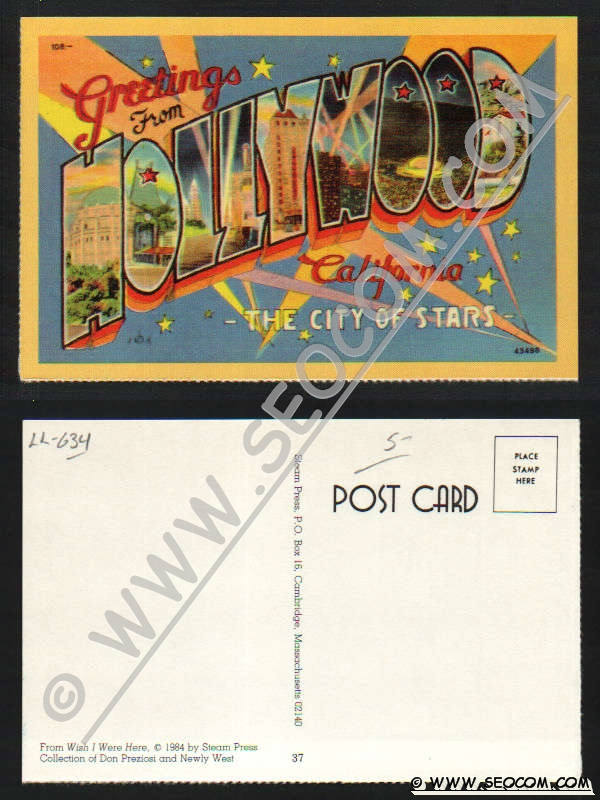 108:-
Greetings
From
HOLLYWOOD
California
- THE CITY OF STARS -
43498
LL-634
5-
PLACE
STAMP
HERE
POST CARD
Steam Press, P.O. Box 16, Cambridge, Massachusetts 02140
From Wish I Were Here, © 1984 by Steam Press
Collection of Don Preziosi and Newly West
37
© WWW.SEOCOM.COM
© WWW.SEOCOM.COM